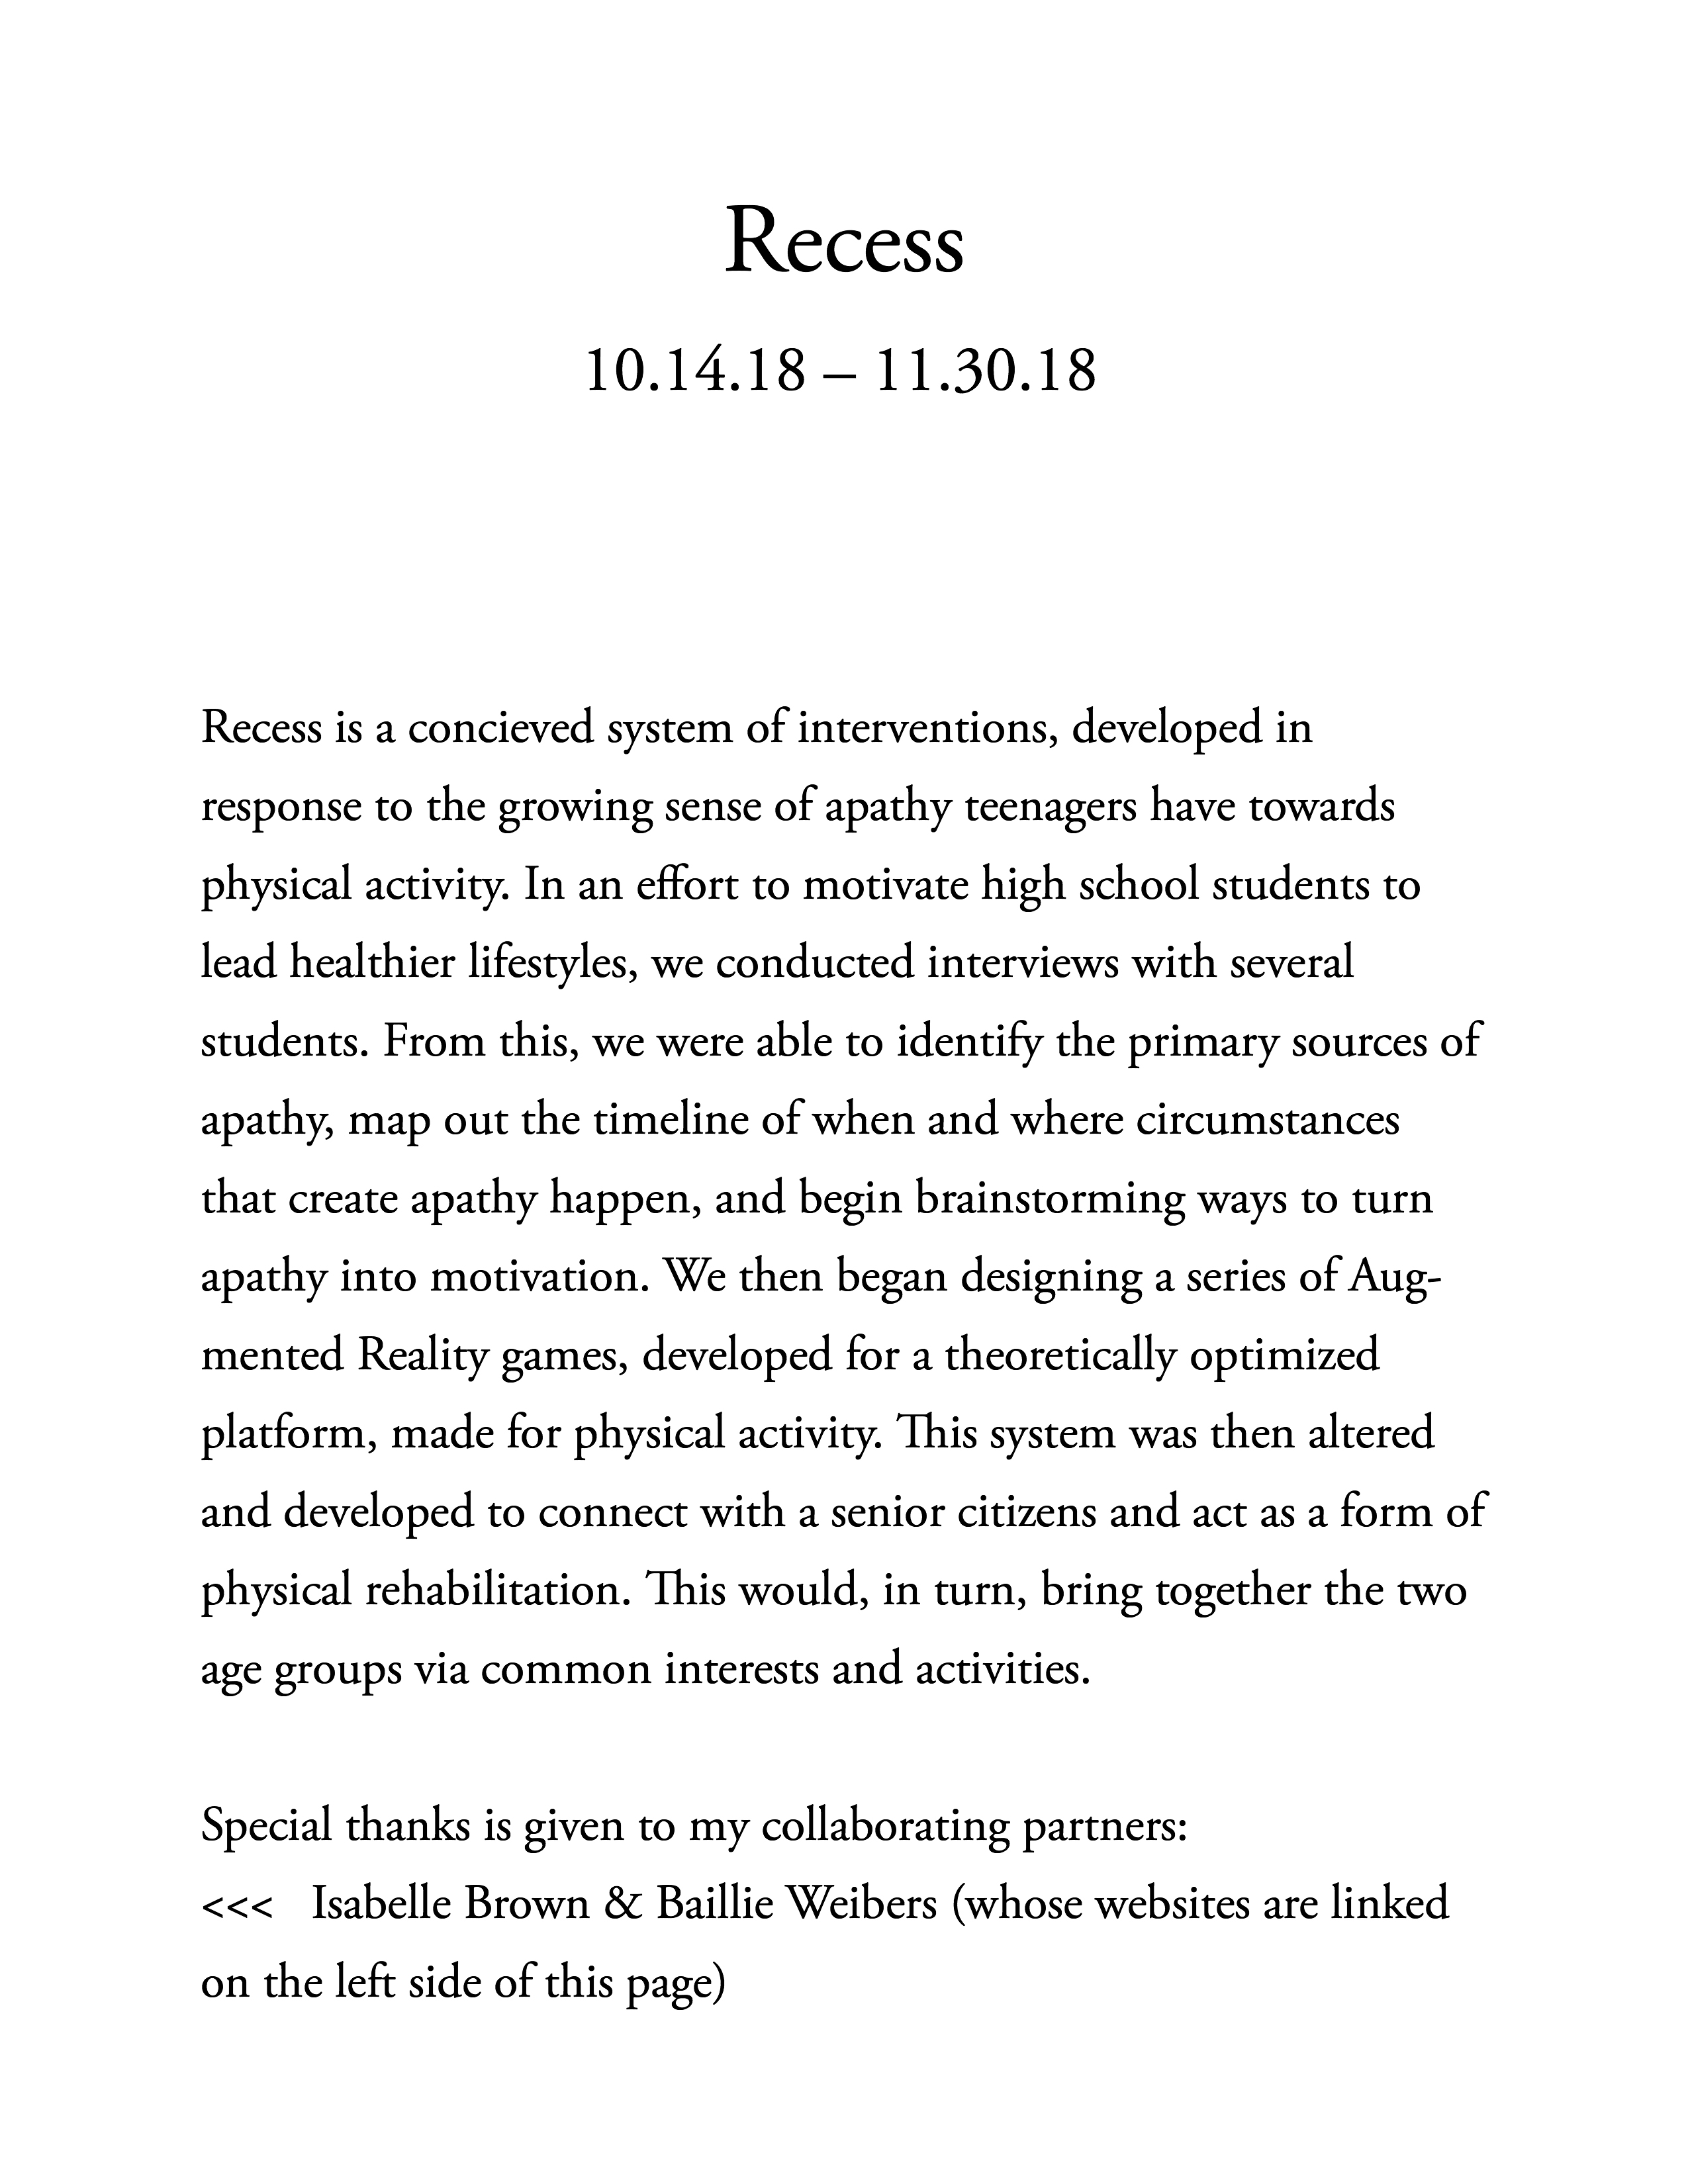 Recess
10.14.18 – 11.30.18
Recess is a concieved system of interventions, developed in
response to the growing sense of apathy teenagers have towards
physical activity. In an effort to motivate high school students to
lead healthier lifestyles, we conducted interviews with several
students. From this, we were able to identify the primary sources of
apathy, map out the timeline of when and where circumstances
that create apathy happen, and begin brainstorming ways to turn
apathy into motivation. We then began designing a series of Aug-
mented Reality games, developed for a theoretically optimized
platform, made for physical activity. This system was then altered
and developed to connect with a senior citizens and act as a form of
physical rehabilitation. This would, in turn, bring together the two
age groups via common interests and activities.
Special thanks is given to my collaborating partners:
<<< Isabelle Brown & Baillie Weibers (whose websites are linked
on the left side of this page)